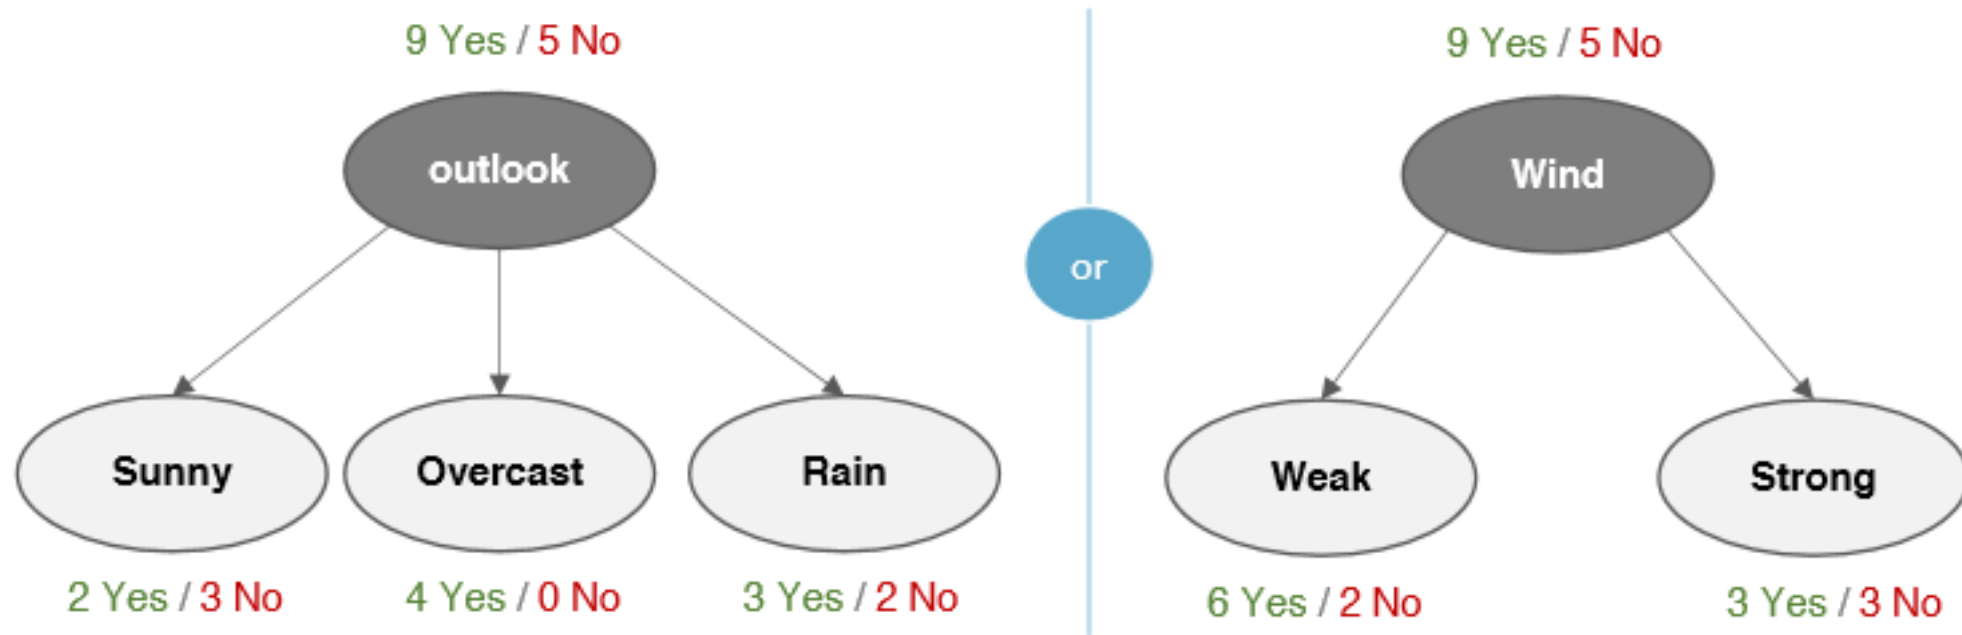 9 Yes / 5 No
outlook
Sunny
Overcast
Rain
2 Yes / 3 No
4 Yes / 0 No
3 Yes / 2 No
or
9 Yes / 5 No
Wind
Weak
Strong
6 Yes / 2 No
3 Yes / 3 No